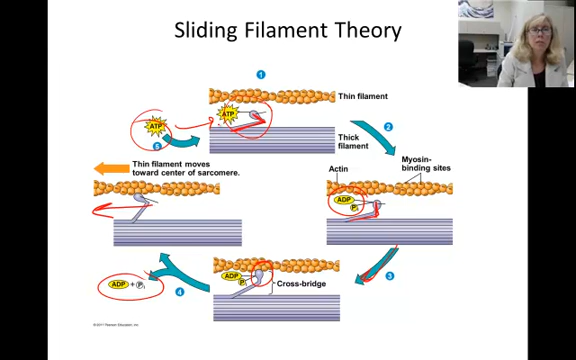 Sliding Filament Theory
1
Thin filament
ATP
ATP
5
Thick
filament
2
Thin filament moves
toward center of sarcomere.
Actin
Myosin-
binding sites
ADP
P
ADP
P
Cross-bridge
3
ADP + P
4
©2011 Pearson Education, Inc.